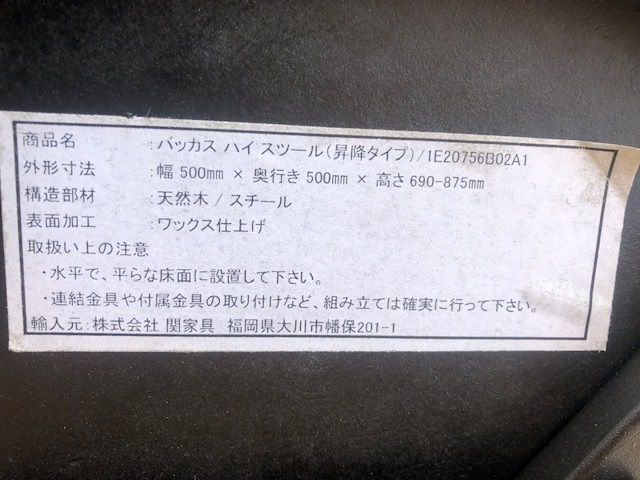 商品名 :バッカス ハイ スツール(昇降タイプ)/1E20756B02A1
外形寸法 :幅 500mm × 奥行き 500mm × 高さ 690-875mm
構造部材 :天然木 / スチール
表面加工 :ワックス仕上げ
取扱い上の注意
・水平で、平らな床面に設置して下さい。
・連結金具や付属金具の取り付けなど、組み立ては確実に行って下さい。
輸入元:株式会社 関家具 福岡県大川市幡保201-1